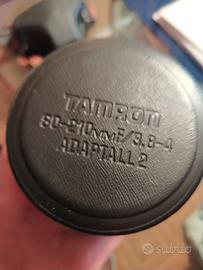 TAMRON
80-210mm F/3.8-4
ADAPTALL 2
subito